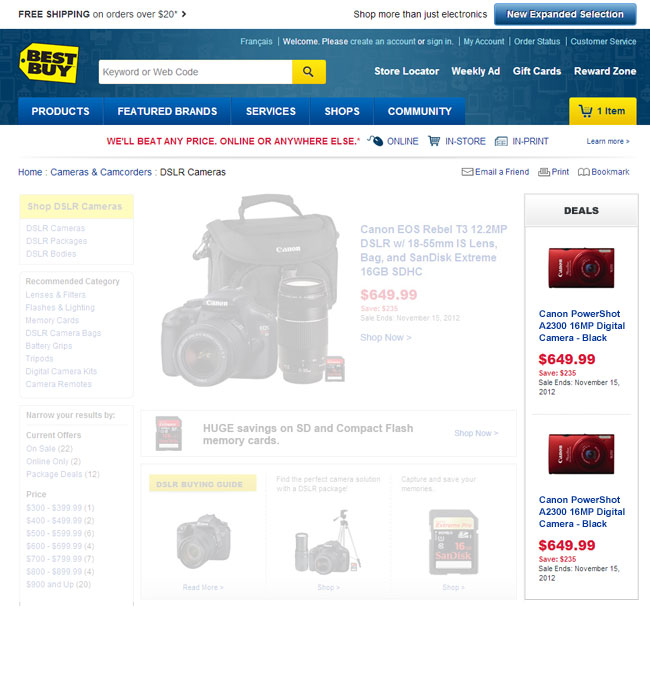 FREE SHIPPING on orders over $20* >
Shop more than just electronics
New Expanded Selection
Français | Welcome. Please create an account or sign in. | My Account | Order Status | Customer Service
BEST BUY
Keyword or Web Code
Store Locator Weekly Ad Gift Cards Reward Zone
PRODUCTS FEATURED BRANDS SERVICES SHOPS COMMUNITY
1 Item
WE'LL BEAT ANY PRICE. ONLINE OR ANYWHERE ELSE.* ONLINE IN-STORE IN-PRINT Learn more »
Home : Cameras & Camcorders : DSLR Cameras
Email a Friend Print Bookmark
Shop DSLR Cameras
DSLR Cameras
DSLR Packages
DSLR Bodies
Recommended Category
Lenses & Filters
Flashes & Lighting
Memory Cards
DSLR Camera Bags
Battery Grips
Tripods
Digital Camera Kits
Camera Remotes
Narrow your results by:
Current Offers
On Sale (22)
Online Only (2)
Package Deals (12)
Price
$300 - $399.99 (1)
$400 - $499.99 (2)
$500 - $599.99 (6)
$600 - $699.99 (4)
$700 - $799.99 (7)
$800 - $899.99 (4)
$900 and Up (28)
Canon
Canon
Canon EOS Rebel T3 12.2MP
DSLR w/ 18-55mm IS Lens,
Bag, and SanDisk Extreme
16GB SDHC
$649.99
Save: $235
Sale Ends: November 15, 2012
Shop Now >
HUGE savings on SD and Compact Flash
memory cards.
Shop Now >
DSLR BUYING GUIDE
Read More >
Find the perfect camera solution
with a DSLR package!
Shop >
Capture and save your
memories.
Extreme Pro
16
SanDisk
Shop >
DEALS
Canon
Canon PowerShot
A2300 16MP Digital
Camera - Black
$649.99
Save: $235
Sale Ends: November 15,
2012
Canon
Canon PowerShot
A2300 16MP Digital
Camera - Black
$649.99
Save: $235
Sale Ends: November 15,
2012